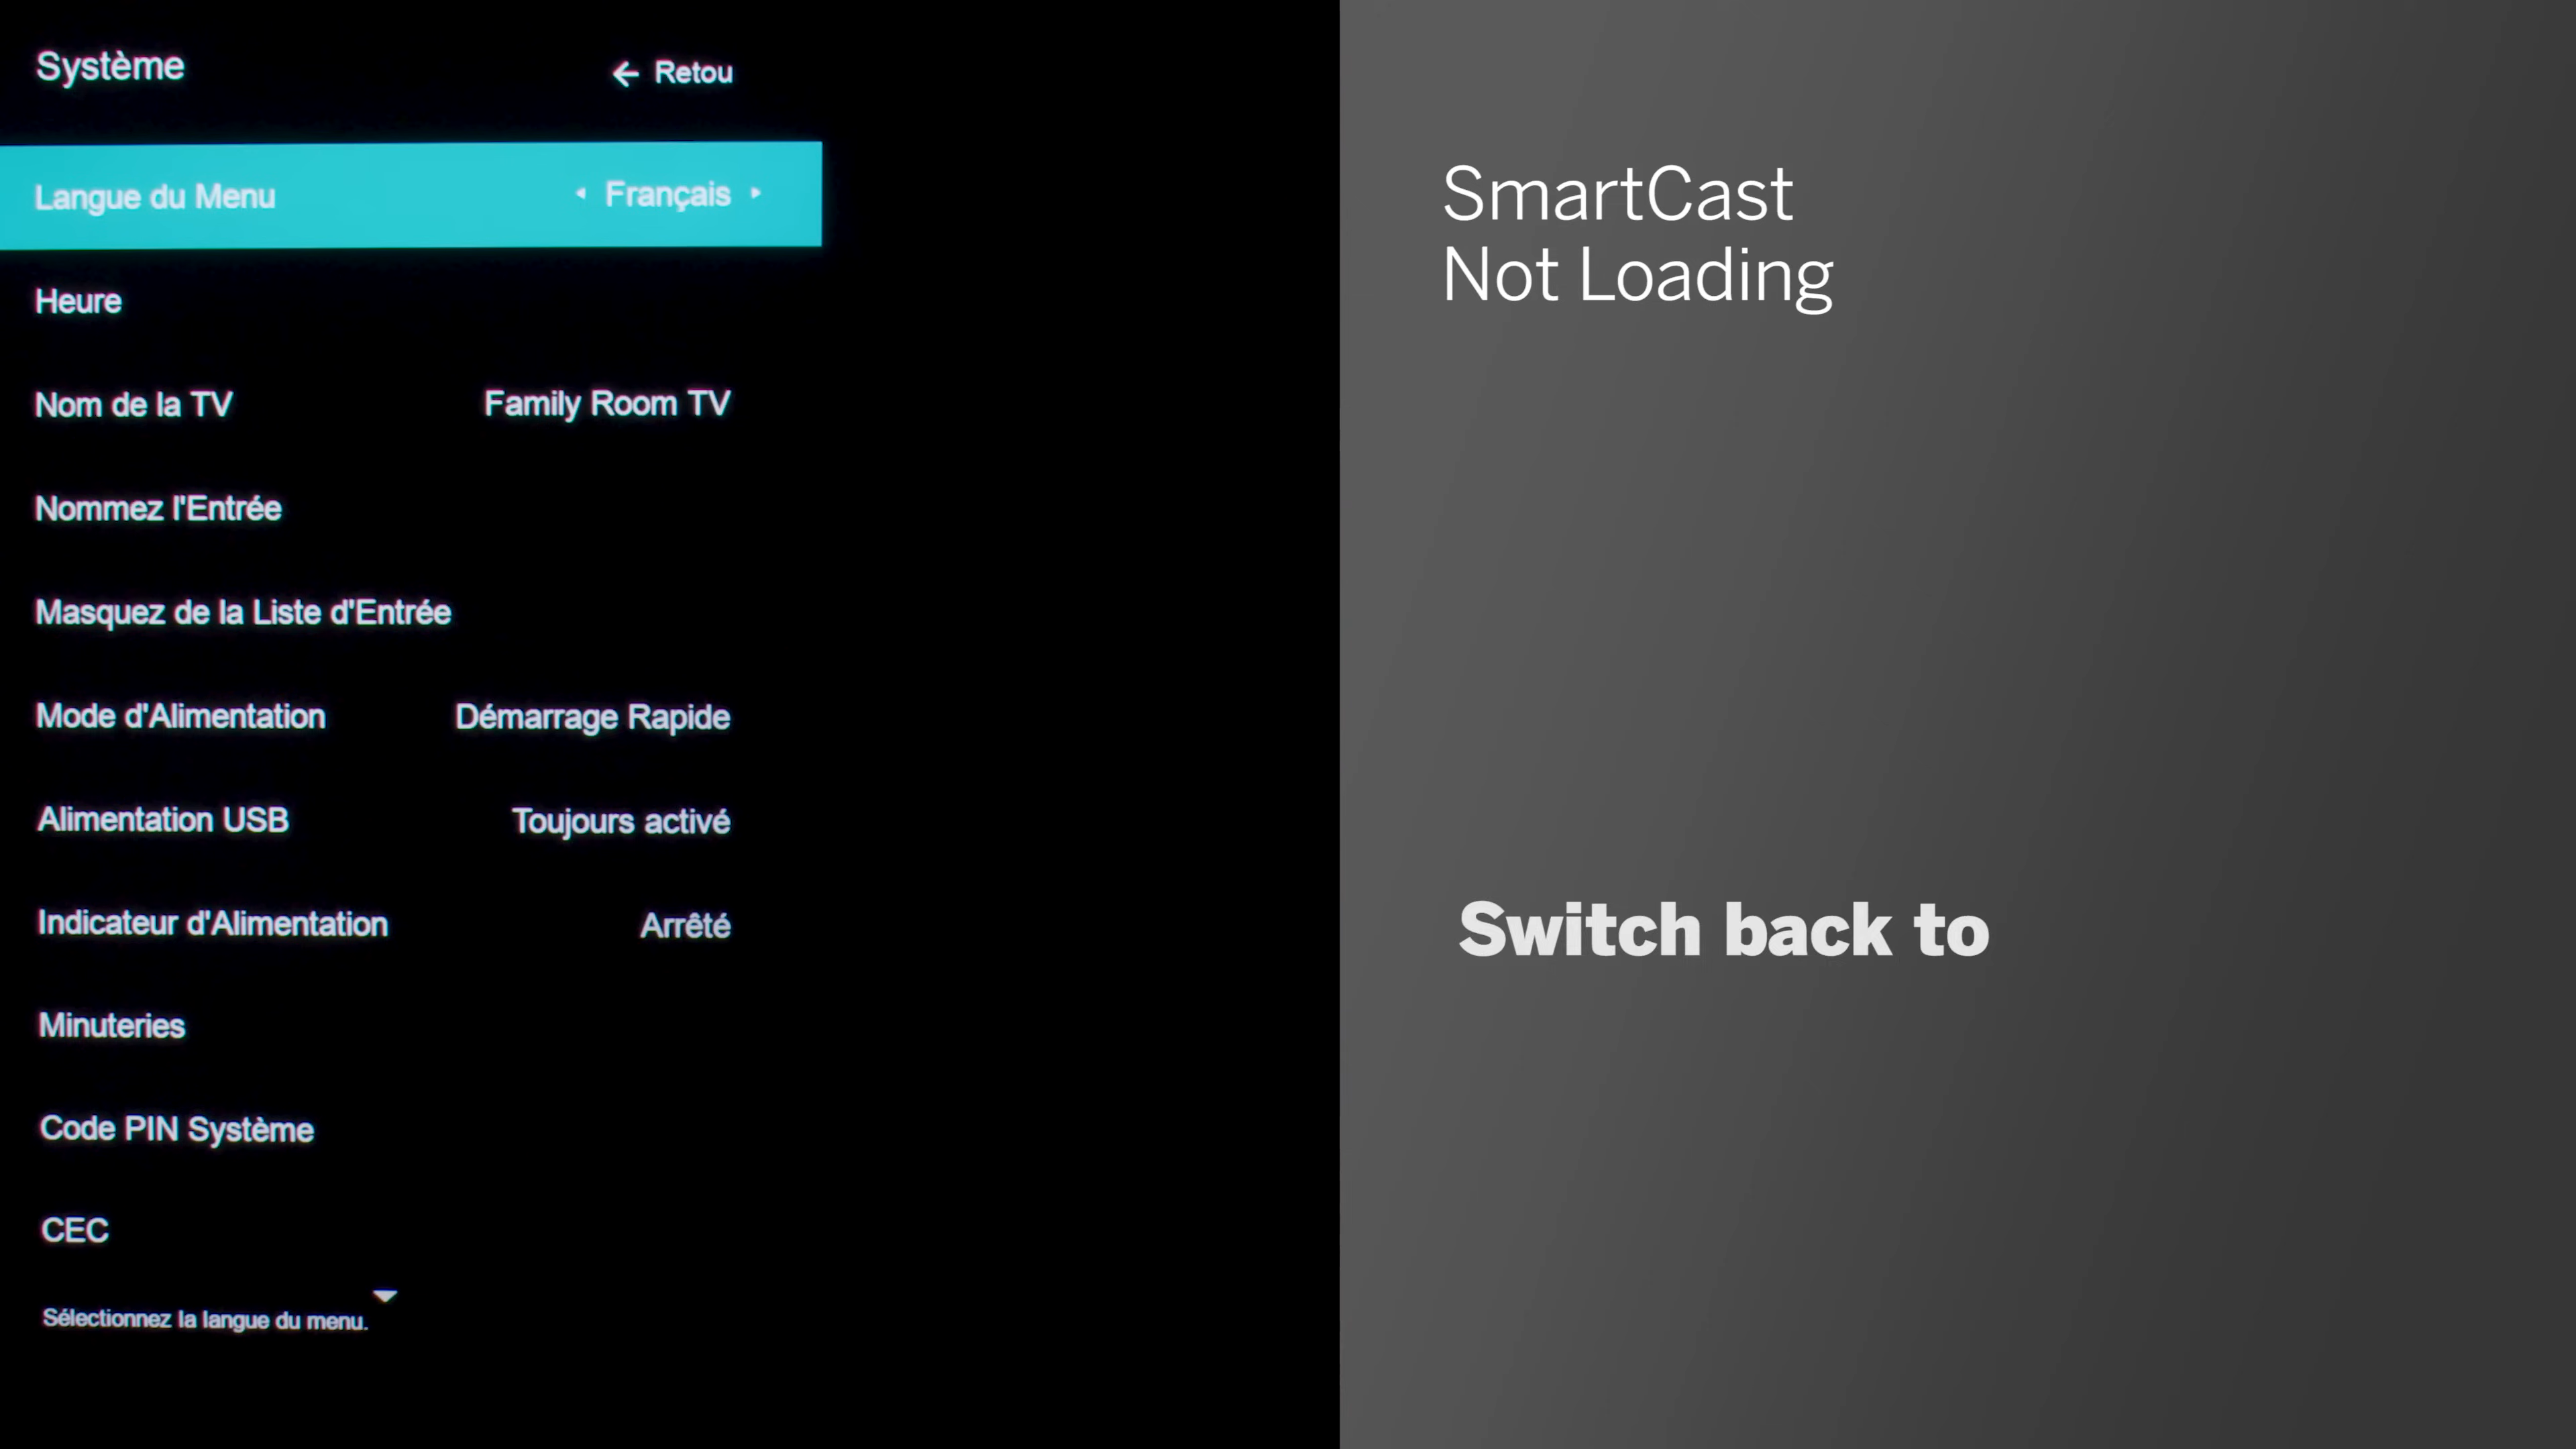 Système
← Retou
Langue du Menu
Français
Heure
Nom de la TV
Family Room TV
Nommez l'Entrée
Masquez de la Liste d'Entrée
Mode d'Alimentation
Démarrage Rapide
Alimentation USB
Toujours activé
Indicateur d'Alimentation
Arrêté
Minuteries
Code PIN Système
CEC
Sélectionnez la langue du menu.
SmartCast
Not Loading
Switch back to